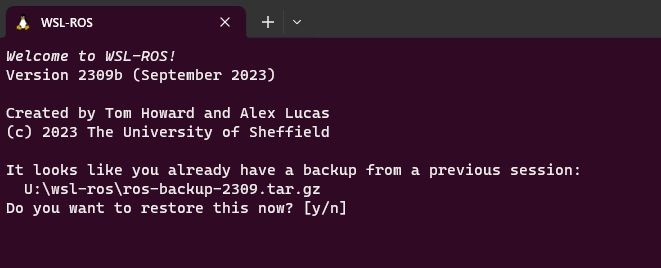 WSL-ROS
Welcome to WSL-ROS!
Version 2309b (September 2023)
Created by Tom Howard and Alex Lucas
(c) 2023 The University of Sheffield
It looks like you already have a backup from a previous session:
U:\wsl-ros\ros-backup-2309.tar.gz
Do you want to restore this now? [y/n]